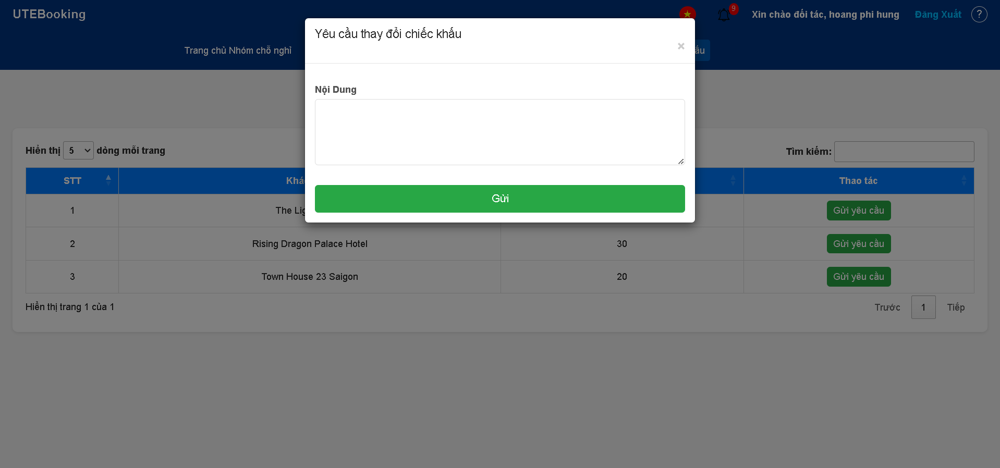 UTEBooking
9
Xin chào đối tác, hoang phi hung
Đăng Xuất
?
Trang chủ Nhóm chỗ nghỉ
Yêu cầu thay đổi chiếc khấu
×
Nội Dung
Gửi
Hiển thị 5 dòng mỗi trang
Tìm kiếm:
STT
Thao tác
1
The
Gửi yêu cầu
2
Rising Dragon Palace Hotel
30
Gửi yêu cầu
3
Town House 23 Saigon
20
Gửi yêu cầu
Hiển thị trang 1 của 1
Trước
1
Tiếp